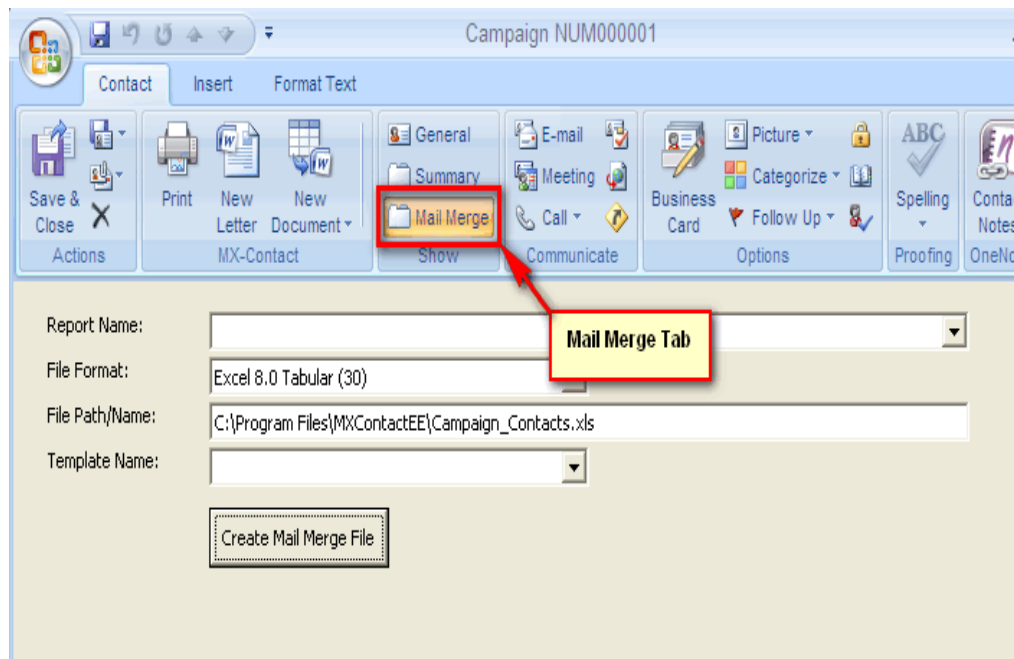 Campaign NUM000001
Contact Insert Format Text
General E-mail Picture ABC
Summary Meeting Categorize
Save & Close Print New Letter New Document Mail Merge Call Business Card Follow Up Spelling
Notes
Actions MX-Contact Show Communicate Options Proofing
Report Name:
Mail Merge Tab
File Format: Excel 8.0 Tabular (30)
File Path/Name: C:\Program Files\MXContactEE\Campaign_Contacts.xls
Template Name:
Create Mail Merge File